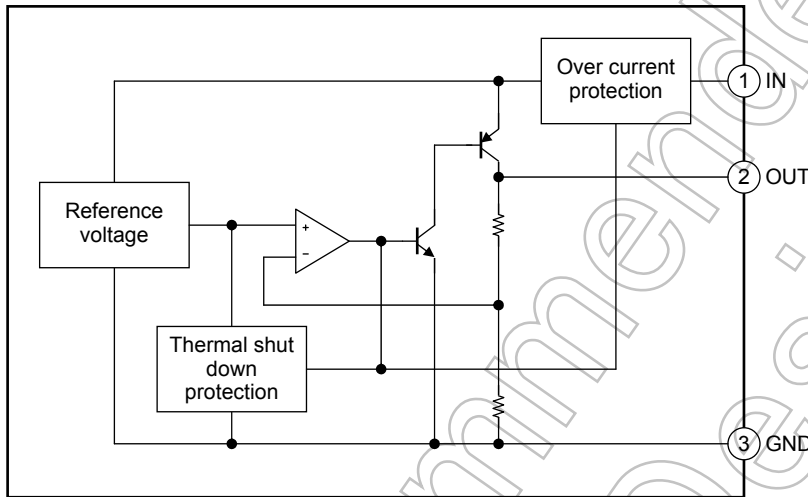 Over current
protection
1 IN
2 OUT
Reference
voltage
+
−
Thermal shut
down
protection
3 GND